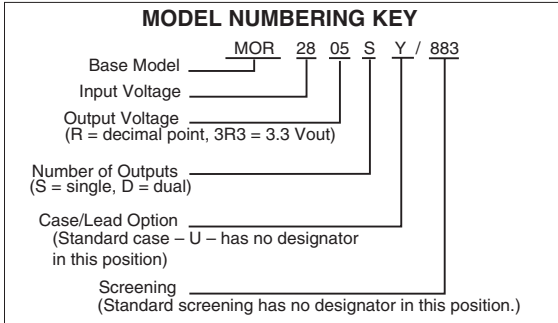 MODEL NUMBERING KEY
MOR 28 05 S Y / 883
Base Model
Input Voltage
Output Voltage
(R = decimal point, 3R3 = 3.3 Vout)
Number of Outputs
(S = single, D = dual)
Case/Lead Option
(Standard case – U – has no designator
in this position)
Screening
(Standard screening has no designator in this position.)